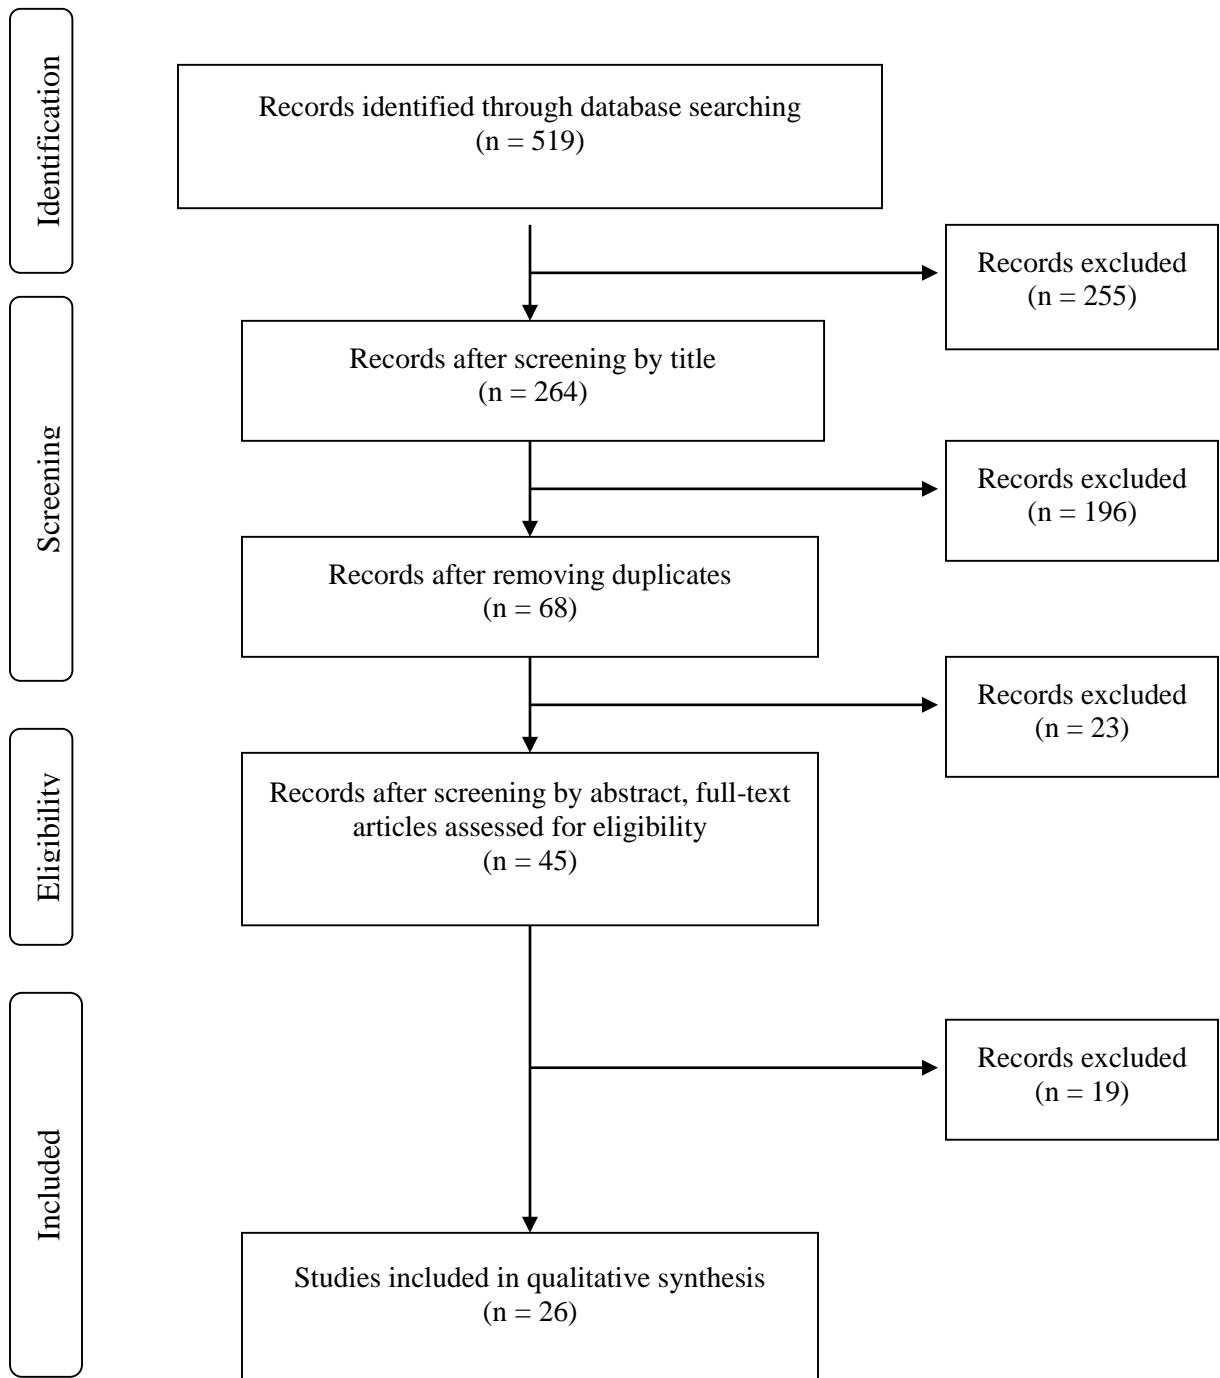 Identification
Records identified through database searching
(n = 519)
Records excluded
(n = 255)
Screening
Records after screening by title
(n = 264)
Records excluded
(n = 196)
Records after removing duplicates
(n = 68)
Records excluded
(n = 23)
Eligibility
Records after screening by abstract, full-text
articles assessed for eligibility
(n = 45)
Included
Records excluded
(n = 19)
Studies included in qualitative synthesis
(n = 26)